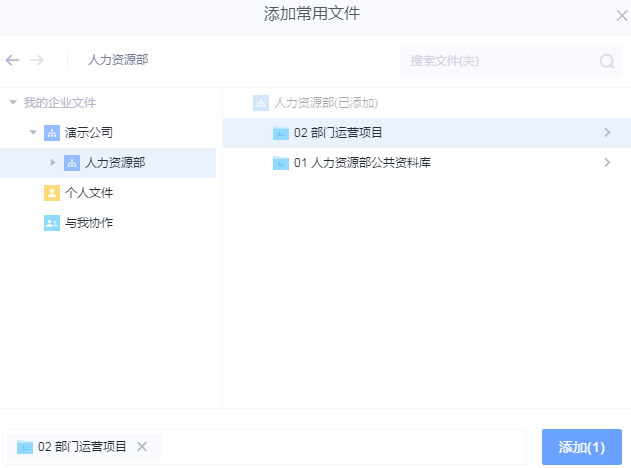 添加常用文件
人力资源部
搜索文件(夹)
我的企业文件
演示公司
人力资源部
个人文件
与我协作
人力资源部(已添加)
02 部门运营项目
01 人力资源部公共资料库
02 部门运营项目
添加(1)